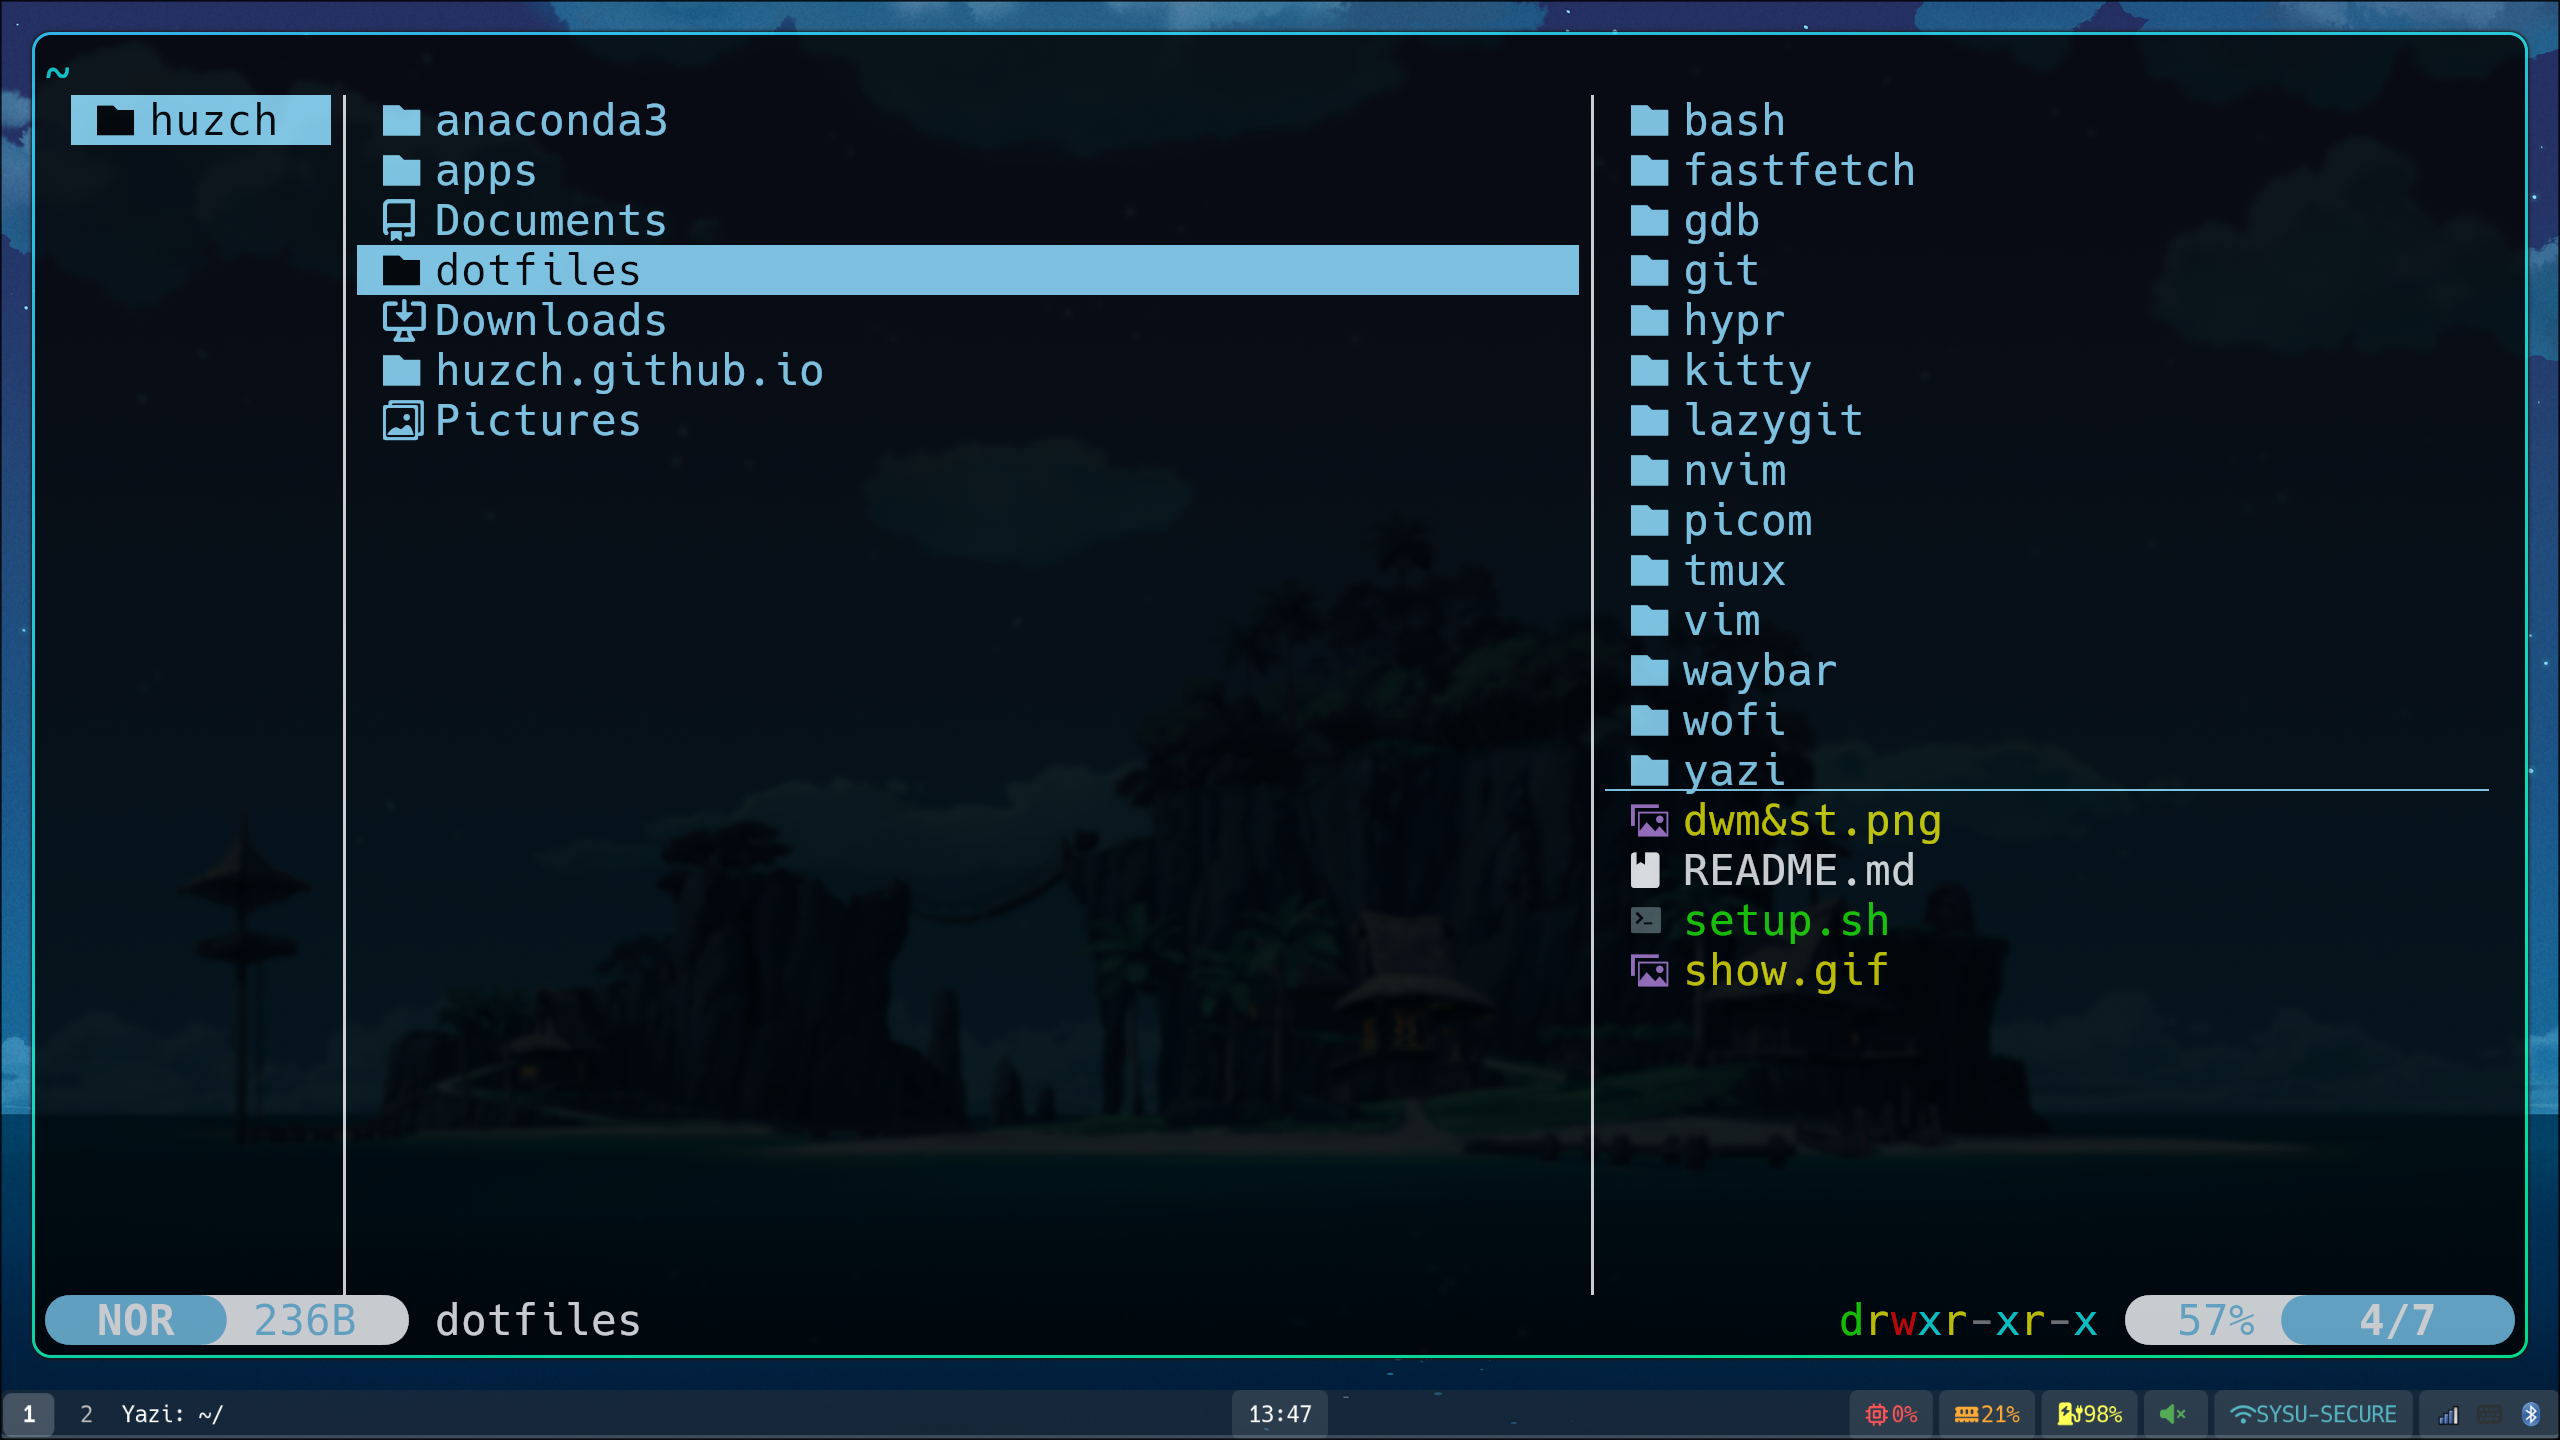 ~
huzch
anaconda3
apps
Documents
dotfiles
Downloads
huzch.github.io
Pictures
bash
fastfetch
gdb
git
hypr
kitty
lazygit
nvim
picom
tmux
vim
waybar
wofi
yazi
dwm&st.png
README.md
setup.sh
show.gif
NOR 236B dotfiles drwxr-xr-x 57% 4/7
1 2 Yazi: ~/ 13:47 0% 21% 98% SYSU-SECURE